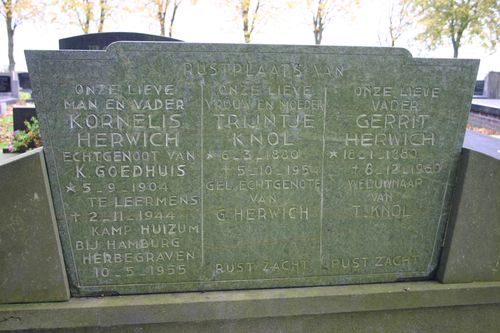 RUSTPLAATS VAN
ONZE LIEVE
MAN EN VADER
KORNELIS
HERWICH
ECHTGENOOT VAN
K. GOEDHUIS
* 5-9-1904
TE LEERMENS
† 2-11-1944
KAMP HUIZUM
BIJ HAMBURG
HERBEGRAVEN
10-5-1955
ONZE LIEVE
VROUW EN MOEDER
TRIJNTJE
KNOL
* 6-3-1880
† 5-10-1954
GEL. ECHTGENOTE
VAN
G. HERWICH
RUST ZACHT
ONZE LIEVE
VADER
GERRIT
HERWICH
† 8-12-1960
WEDUWNAAR
VAN
T. KNOL
RUST ZACHT